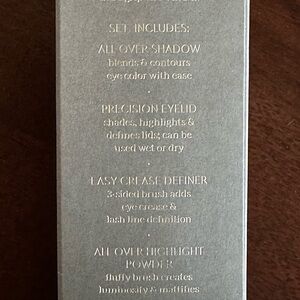 SET INCLUDES:
ALL OVER SHADOW
blends & contours
eye color with ease
•
PRECISION EYELID
shades, highlights &
defines lids; can be
used wet or dry
•
EASY CREASE DEFINER
3-sided brush adds
eye crease &
lash line definition
•
ALL OVER HIGHLIGHT
POWDER
fluffy brush creates
luminosity & mattifies